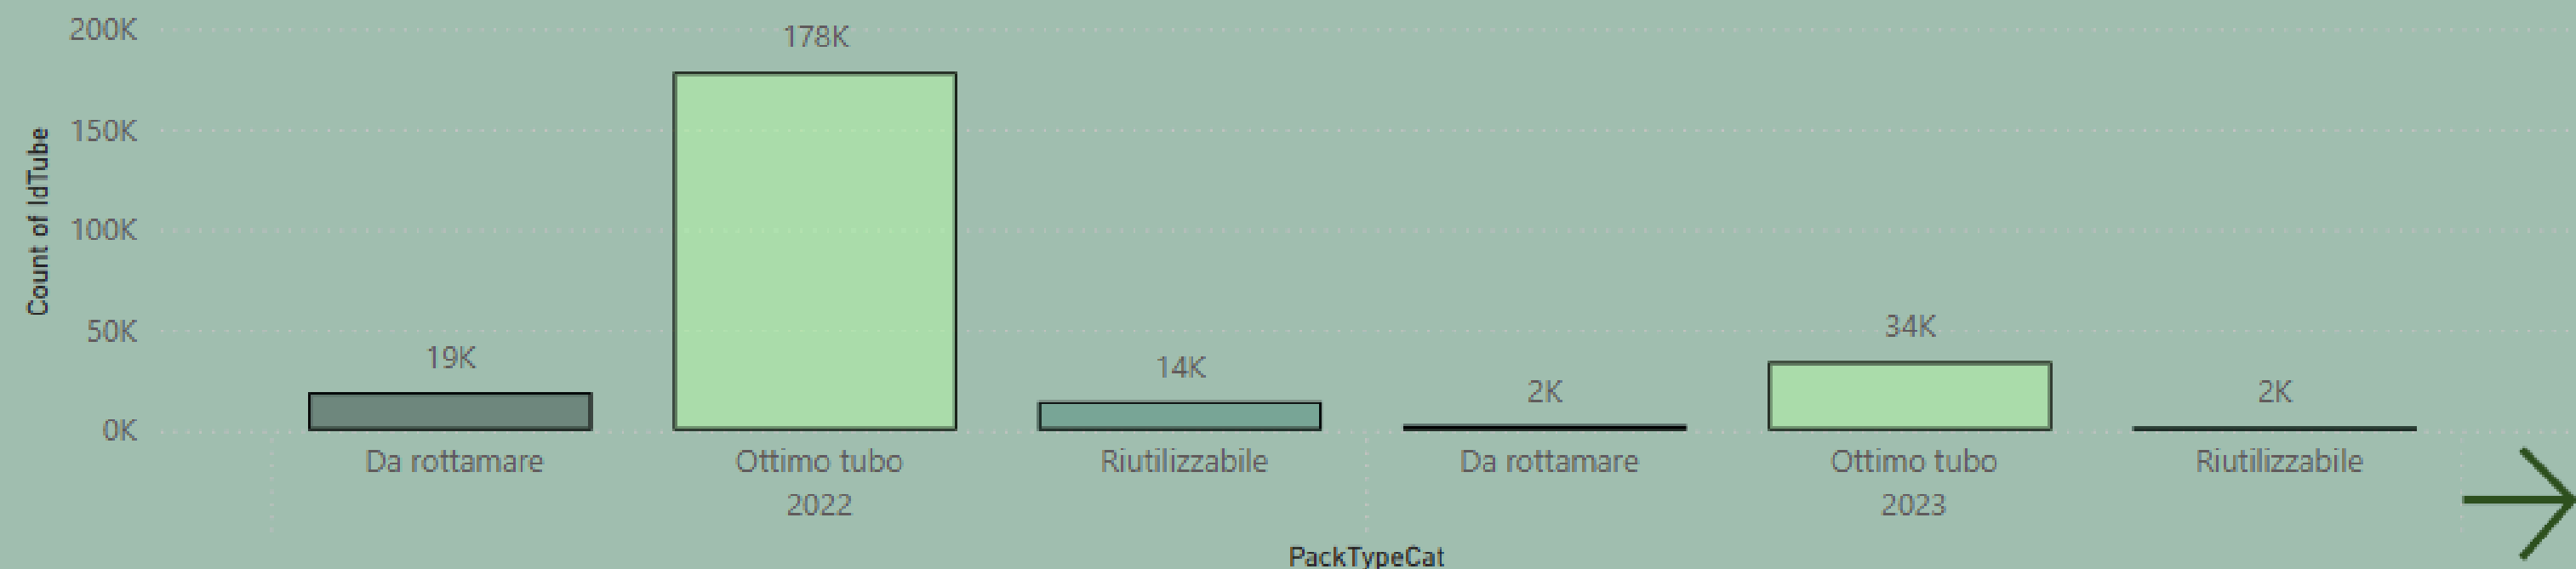 200K
150K
100K
50K
0K
Count of IdTube
19K
178K
14K
2K
34K
2K
Da rottamare
Ottimo tubo
Riutilizzabile
Da rottamare
Ottimo tubo
Riutilizzabile
2022
2023
PackTypeCat